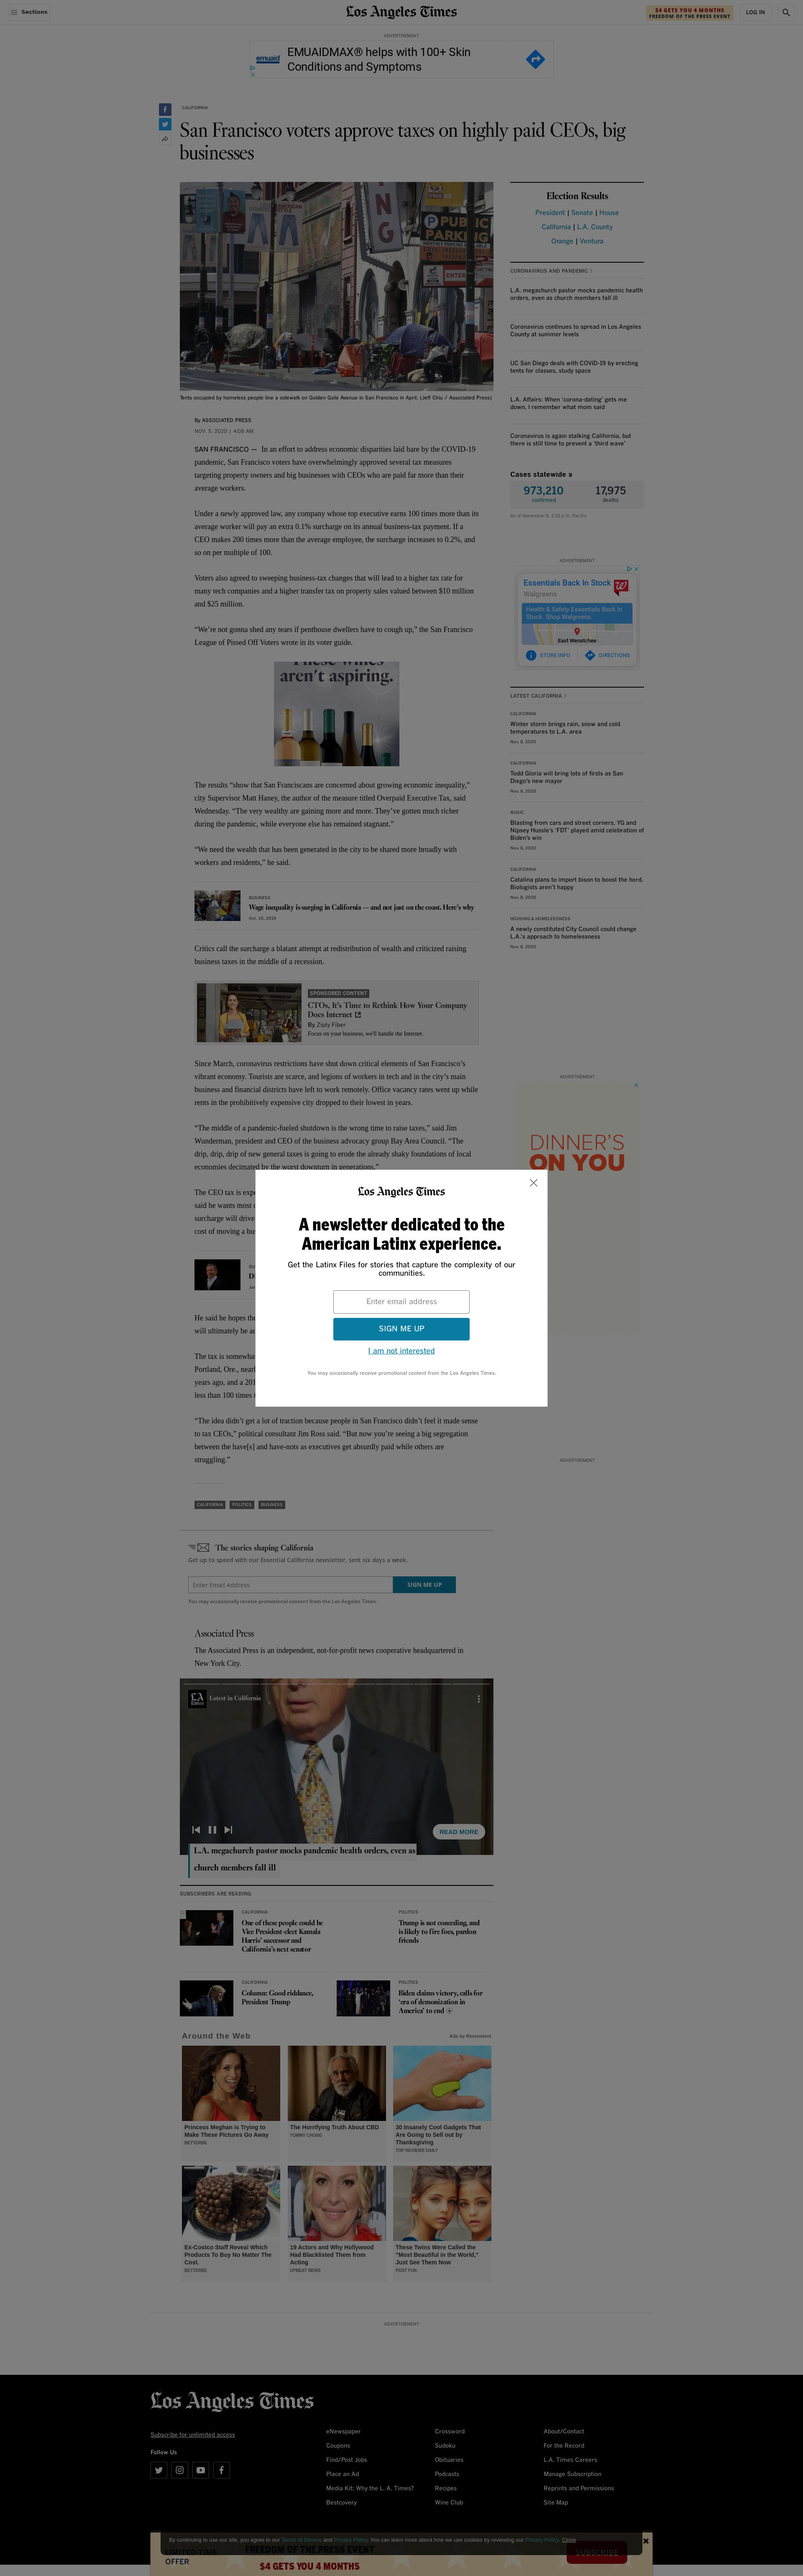 Sections
Los Angeles Times
$4 GETS YOU 4 MONTHS
FREEDOM OF THE PRESS EVENT
LOG IN
ADVERTISEMENT
emuaid
EMUAIDMAX® helps with 100+ Skin
Conditions and Symptoms
CALIFORNIA
San Francisco voters approve taxes on highly paid CEOs, big
businesses
PUBLIC
PARKING
ENTER
Tents occupied by homeless people line a sidewalk on Golden Gate Avenue in San Francisco in April. (Jeff Chiu / Associated Press)
By ASSOCIATED PRESS
NOV. 5, 2020 | 4:08 AM
SAN FRANCISCO — In an effort to address economic disparities laid bare by the COVID-19
pandemic, San Francisco voters have overwhelmingly approved several tax measures
targeting property owners and big businesses with CEOs who are paid far more than their
average workers.
Under a newly approved law, any company whose top executive earns 100 times more than its
average worker will pay an extra 0.1% surcharge on its annual business-tax payment. If a
CEO makes 200 times more than the average employee, the surcharge increases to 0.2%, and
so on per multiple of 100.
Voters also agreed to sweeping business-tax changes that will lead to a higher tax rate for
many tech companies and a higher transfer tax on property sales valued between $10 million
and $25 million.
“We’re not gonna shed any tears if penthouse dwellers have to cough up,” the San Francisco
League of Pissed Off Voters wrote in its voter guide.
These wines
aren't aspiring.
The results “show that San Franciscans are concerned about growing economic inequality,”
city Supervisor Matt Haney, the author of the measure titled Overpaid Executive Tax, said
Wednesday. “The very wealthy are gaining more and more. They’ve gotten much richer
during the pandemic, while everyone else has remained stagnant.”
“We need the wealth that has been generated in the city to be shared more broadly with
workers and residents,” he said.
BUSINESS
Wage inequality is surging in California — and not just on the coast. Here’s why
Oct. 10, 2019
Critics call the surcharge a blatant attempt at redistribution of wealth and criticized raising
business taxes in the middle of a recession.
SPONSORED CONTENT
CTOs, It’s Time to Rethink How Your Company
Does Internet
By Ziply Fiber
Focus on your business, we'll handle the Internet.
Since March, coronavirus restrictions have shut down critical elements of San Francisco’s
vibrant economy. Tourists are scarce, and legions of workers in tech and in the city’s main
business and financial districts have left to work remotely. Office vacancy rates went up while
rents in the prohibitively expensive city dropped to their lowest in years.
“The middle of a pandemic-fueled shutdown is the wrong time to raise taxes,” said Jim
Wunderman, president and CEO of the business advocacy group Bay Area Council. “The
drip, drip, drip of new general taxes is going to erode the already shaky foundations of local
economies decimated by the worst downturn in generations.”
The CEO tax is expe
said he wants most c
surcharge will drive
cost of moving a bus
He said he hopes the
will ultimately be ad
The tax is somewha
Portland, Ore., nearl
years ago, and a 201
less than 100 times
“The idea didn’t get a lot of traction because people in San Francisco didn’t feel it made sense
to tax CEOs,” political consultant Jim Ross said. “But now you’re seeing a big segregation
between the have[s] and have-nots as executives get absurdly paid while others are
struggling.”
CALIFORNIA
POLITICS
BUSINESS
The stories shaping California
Get up to speed with our Essential California newsletter, sent six days a week.
Enter Email Address
SIGN ME UP
You may occasionally receive promotional content from the Los Angeles Times.
Associated Press
The Associated Press is an independent, not-for-profit news cooperative headquartered in
New York City.
Latest in California
READ MORE
L.A. megachurch pastor mocks pandemic health orders, even as
church members fall ill
SUBSCRIBERS ARE READING
CALIFORNIA
One of these people could be
Vice President-elect Kamala
Harris’ successor and
California’s next senator
POLITICS
Trump is not conceding, and
is likely to fire foes, pardon
friends
CALIFORNIA
Column: Good riddance,
President Trump
POLITICS
Biden claims victory, calls for
‘era of demonization in
America’ to end
Around the Web
Ads by Revcontent
Princess Meghan is Trying to
Make These Pictures Go Away
BETTERBE
The Horrifying Truth About CBD
TOMMY CHONG
30 Insanely Cool Gadgets That
Are Going to Sell out by
Thanksgiving
TOP REVIEWS DAILY
Ex-Costco Staff Reveal Which
Products To Buy No Matter The
Cost.
BETTERBE
19 Actors and Why Hollywood
Had Blacklisted Them from
Acting
UPBEAT NEWS
These Twins Were Called the
"Most Beautiful in the World,"
Just See Them Now
POST FUN
Election Results
President | Senate | House
California | L.A. County
Orange | Ventura
CORONAVIRUS AND PANDEMIC
L.A. megachurch pastor mocks pandemic health
orders, even as church members fall ill
Coronavirus continues to spread in Los Angeles
County at summer levels
UC San Diego deals with COVID-19 by erecting
tents for classes, study space
L.A. Affairs: When ‘corona-dating’ gets me
down, I remember what mom said
Coronavirus is again stalking California, but
there is still time to prevent a ‘third wave’
Cases statewide »
973,210
confirmed
17,975
deaths
ADVERTISEMENT
Essentials Back In Stock
Walgreens
Health & Safety Essentials Back In
Stock. Shop Walgreens.
East Wenatchee
STORE INFO
DIRECTIONS
LATEST CALIFORNIA
CALIFORNIA
Winter storm brings rain, snow and cold
temperatures to L.A. area
Nov. 8, 2020
CALIFORNIA
Todd Gloria will bring lots of firsts as San
Diego’s new mayor
Nov. 8, 2020
MUSIC
Blasting from cars and street corners, YG and
Nipsey Hussle’s ‘FDT’ played amid celebration of
Biden’s win
Nov. 8, 2020
CALIFORNIA
Catalina plans to import bison to boost the herd.
Biologists aren’t happy
Nov. 8, 2020
HOUSING & HOMELESSNESS
A newly constituted City Council could change
L.A.’s approach to homelessness
Nov. 8, 2020
ADVERTISEMENT
DINNER'S
ON YOU
ADVERTISEMENT
Los Angeles Times
A newsletter dedicated to the
American Latinx experience.
Get the Latinx Files for stories that capture the complexity of our
communities.
Enter email address
SIGN ME UP
I am not interested
You may occasionally receive promotional content from the Los Angeles Times.
ADVERTISEMENT
Los Angeles Times
Subscribe for unlimited access
Follow Us
eNewspaper
Coupons
Find/Post Jobs
Place an Ad
Media Kit: Why the L. A. Times?
Bestcovery
Crossword
Sudoku
Obituaries
Podcasts
Recipes
Wine Club
About/Contact
For the Record
L.A. Times Careers
Manage Subscription
Reprints and Permissions
Site Map
By continuing to use our site, you agree to our Terms of Service and Privacy Policy. You can learn more about how we use cookies by reviewing our Privacy Policy. Close
LIMITED-TIME
OFFER
FREEDOM OF THE PRESS EVENT
$4 GETS YOU 4 MONTHS
SUBSCRIBE